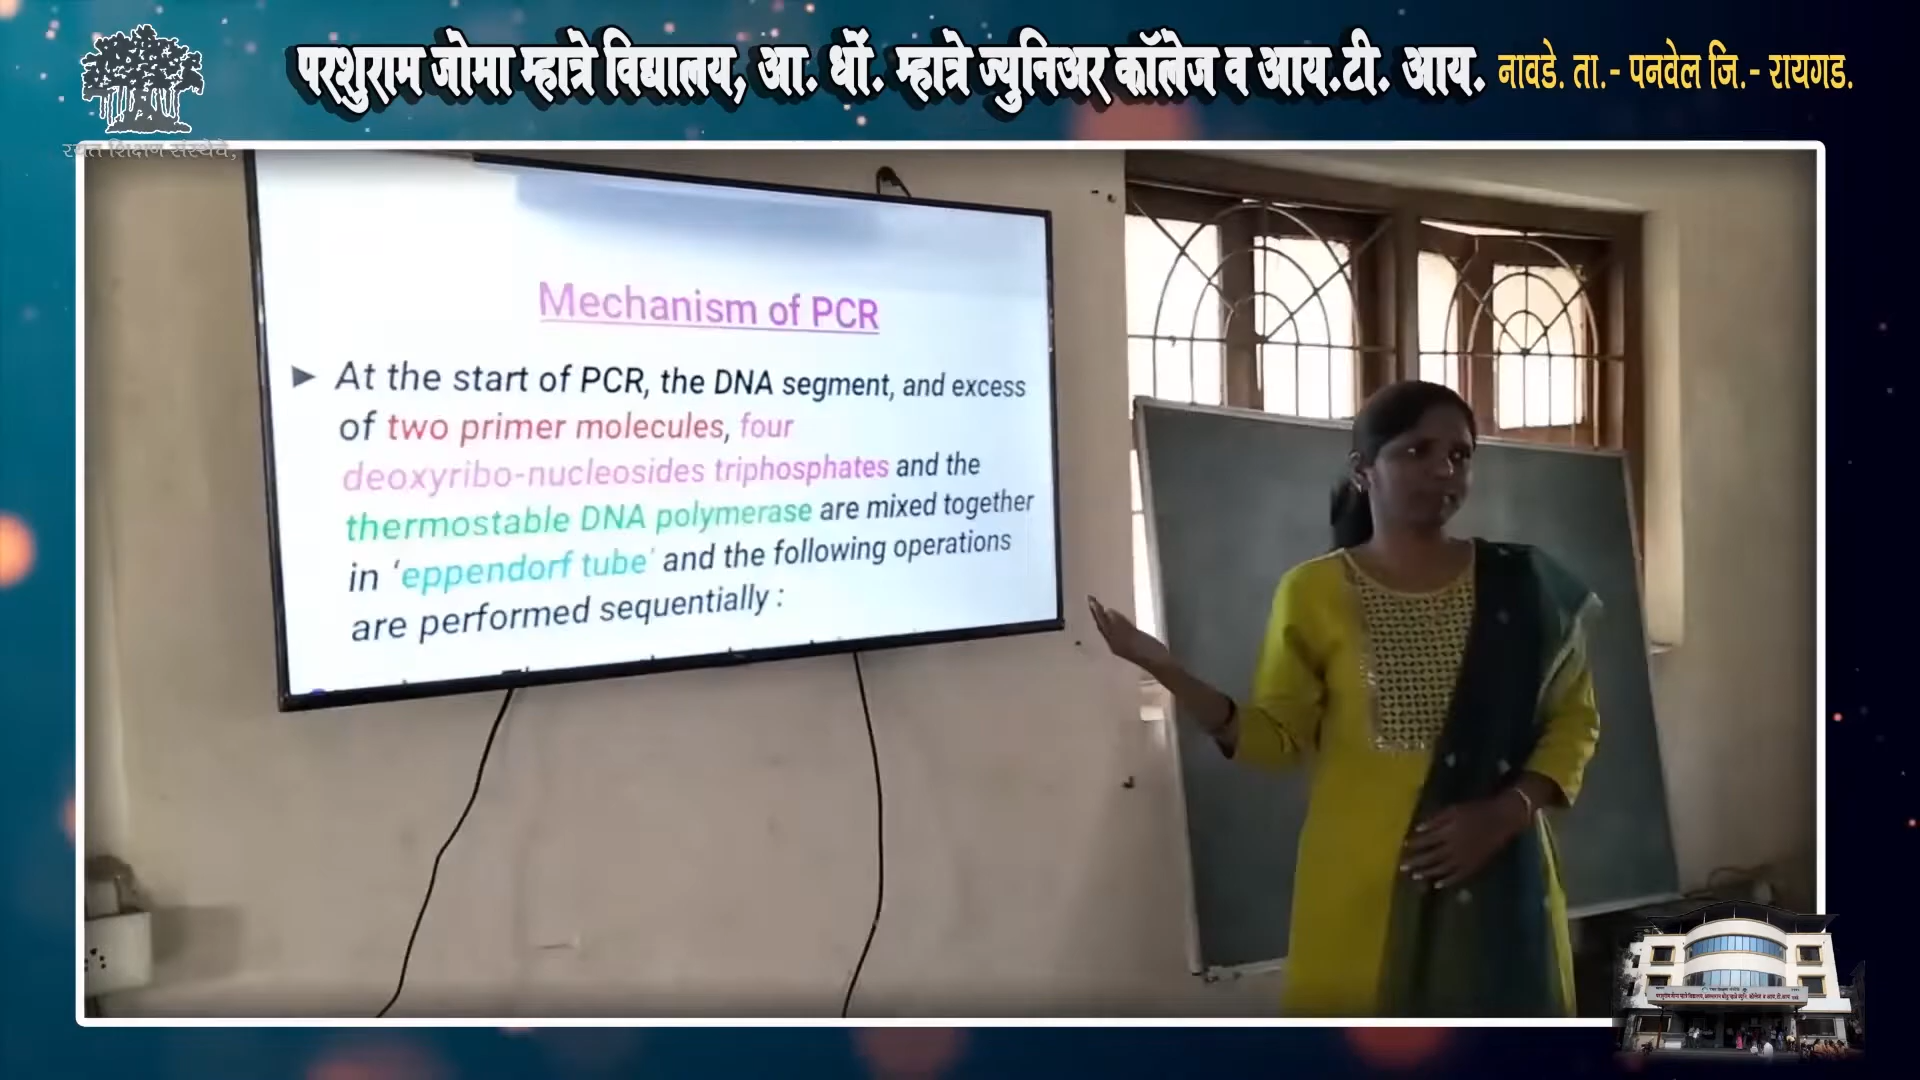 परशुराम जोमा म्हात्रे विद्यालय, आ. धों. म्हात्रे ज्युनिअर कॉलेज व आय.टी. आय. नावडे. ता.- पनवेल जि.- रायगड.
रयत शिक्षण संस्थेचे,
Mechanism of PCR
At the start of PCR, the DNA segment, and excess
of two primer molecules, four
deoxyribo-nucleosides triphosphates and the
thermostable DNA polymerase are mixed together
in ‘eppendorf tube' and the following operations
are performed sequentially :